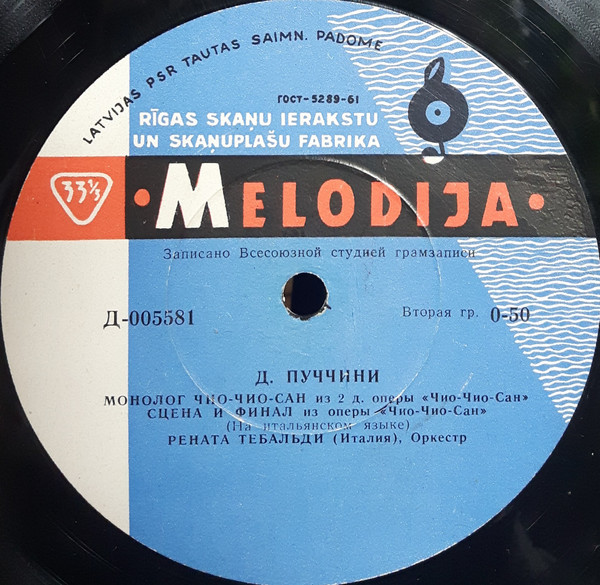 LATVIJAS PSR TAUTAS SAIMN. PADOME
ГОСТ-5289-61
RĪGAS SKAŅU IERAKSTU
UN SKAŅUPLAŠU FABRIKA
33⅓
• MELODIJA •
Записано Всесоюзной студией грамзаписи
Д-005581
Вторая гр. 0-50
Д. ПУЧЧИНИ
МОНОЛОГ ЧИО-ЧИО-САН из 2 д. оперы «Чио-Чио-Сан»
СЦЕНА И ФИНАЛ из оперы «Чио-Чио-Сан»
(На итальянском языке)
РЕНАТА ТЕБАЛЬДИ (Италия), Оркестр